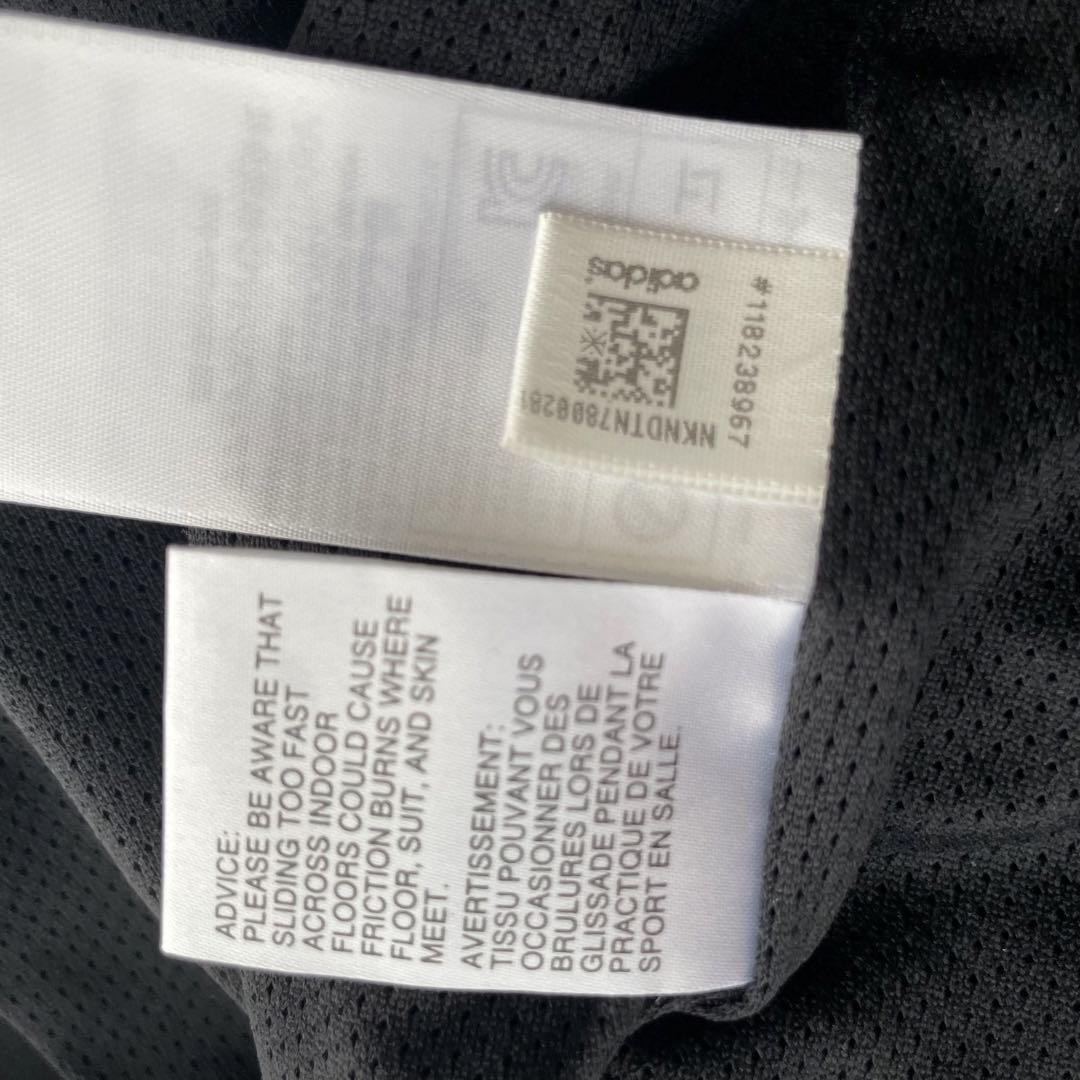 adidas
NKNDTN7800281
#118238967
ADVICE:
PLEASE BE AWARE THAT
SLIDING TOO FAST
ACROSS INDOOR
FLOORS COULD CAUSE
FRICTION BURNS WHERE
FLOOR, SUIT, AND SKIN
MEET.
AVERTISSEMENT:
TISSU POUVANT VOUS
OCCASIONNER DES
BRULURES LORS DE
GLISSADE PENDANT LA
PRACTIQUE DE VOTRE
SPORT EN SALLE.